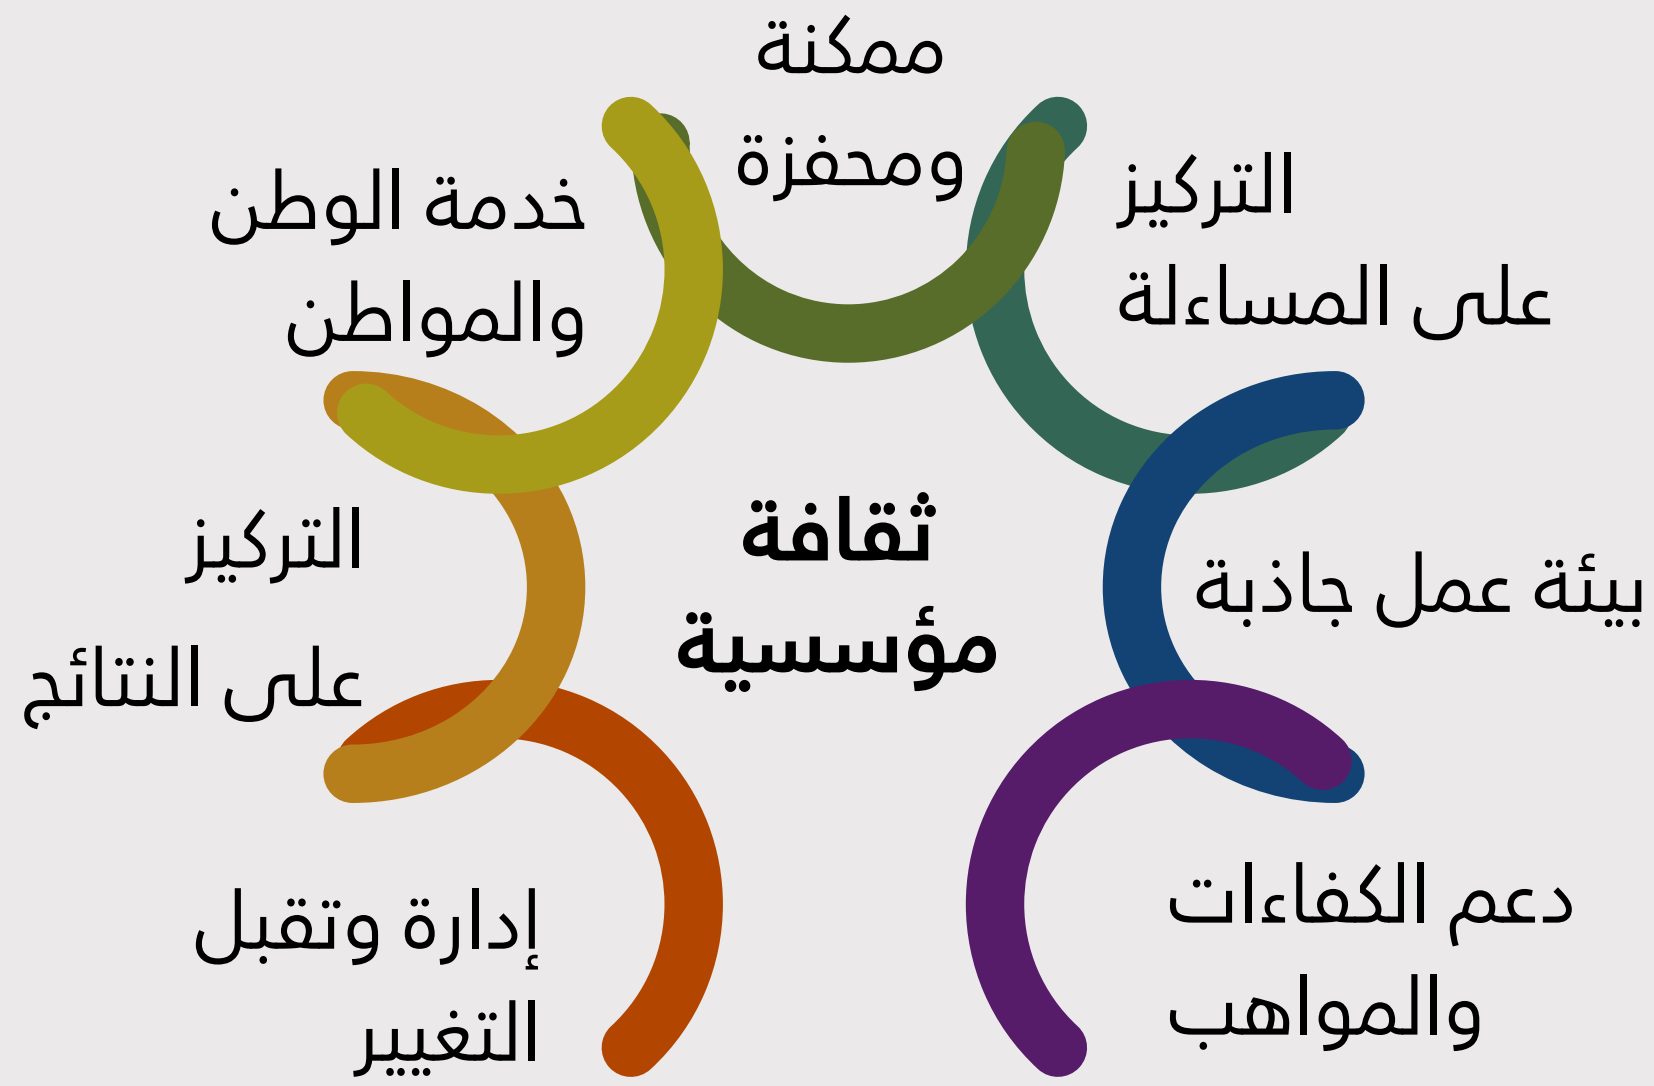 ممكنة
ومحفزة
التركيز
على المساءلة
بيئة عمل جاذبة
دعم الكفاءات
والمواهب
خدمة الوطن
والمواطن
التركيز
على النتائج
إدارة وتقبل
التغيير
ثقافة
مؤسسية